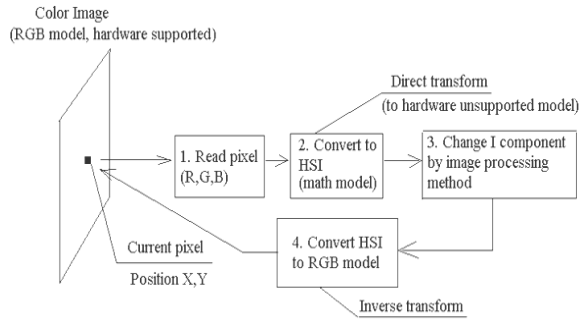 Color Image
(RGB model, hardware supported)
Direct transform
(to hardware unsupported model)
1. Read pixel
(R,G,B)
2. Convert to
HSI
(math model)
3. Change I component
by image processing
method
4. Convert HSI
to RGB model
Current pixel
Position X,Y
Inverse transform